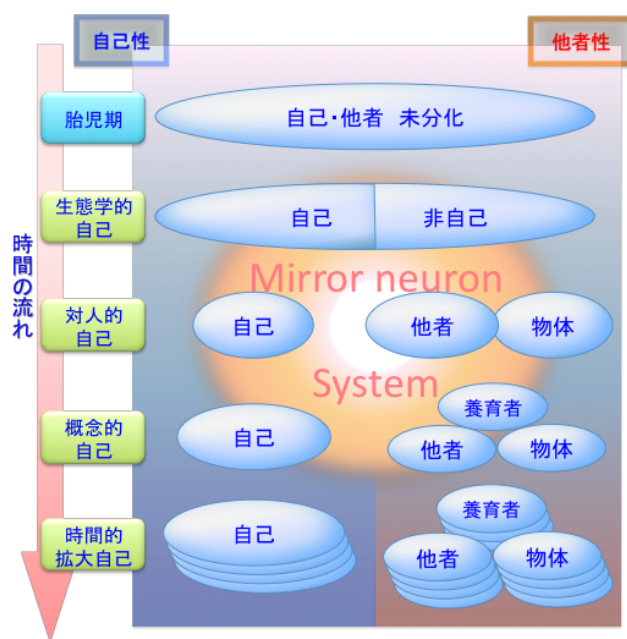 自己性
他者性
胎児期
自己・他者 未分化
生態学的
自己
自己
非自己
時間の流れ
Mirror neuron
対人的
自己
自己
他者
物体
System
養育者
概念的
自己
自己
他者
物体
養育者
時間的
拡大自己
自己
他者
物体